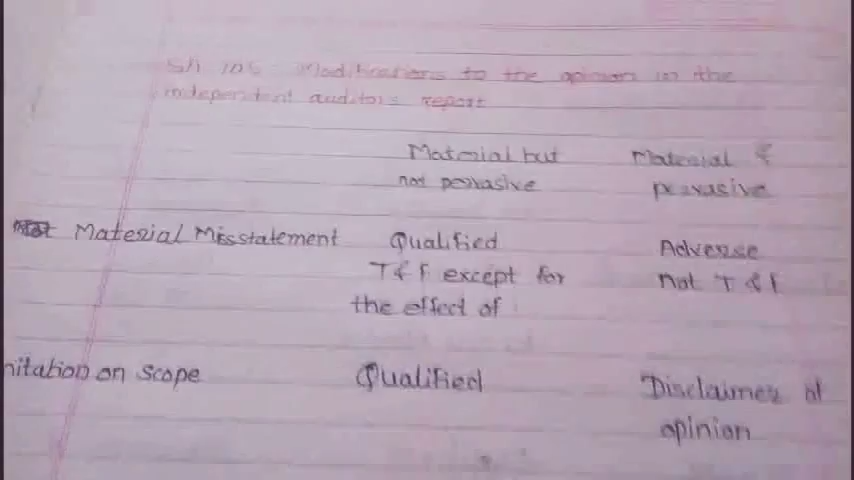 SA 705 Modifications to the opinion in the
independent auditors report
Material but Material &
not pervasive pervasive
Material Misstatement Qualified Adverse
T & F except for not T & F
the effect of
mitation on scope Qualified Disclaimer of
opinion